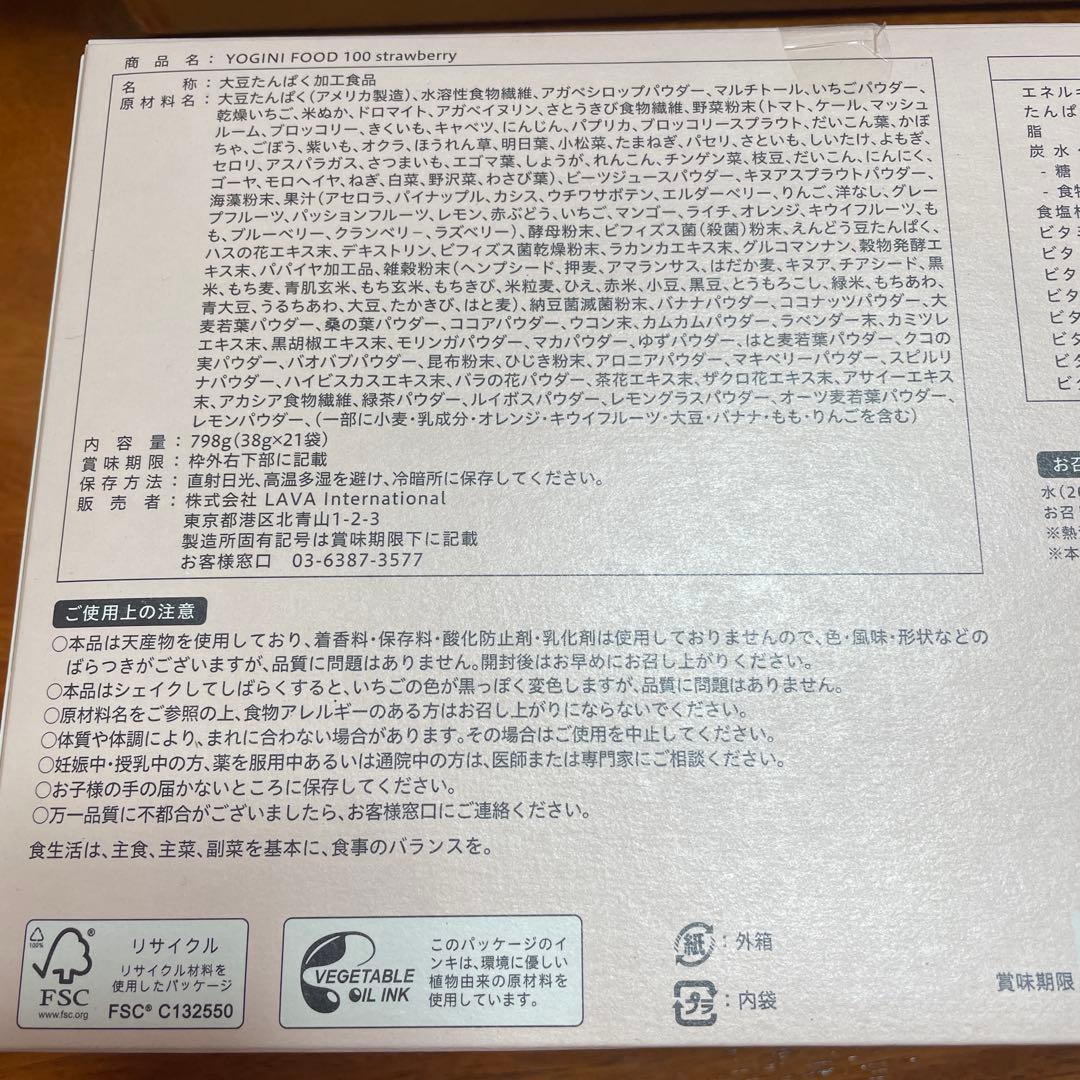 商品名：YOGINI FOOD 100 strawberry
名称：大豆たんぱく加工食品
原材料名：大豆たんぱく(アメリカ製造)、水溶性食物繊維、アガベシロップパウダー、マルチトール、いちごパウダー、
乾燥いちご、米ぬか、ドロマイト、アガベイヌリン、さとうきび食物繊維、野菜粉末(トマト、ケール、マッシュ
ルーム、ブロッコリー、きくいも、キャベツ、にんじん、パプリカ、ブロッコリースプラウト、だいこん葉、かぼ
ちゃ、ごぼう、紫いも、オクラ、ほうれん草、明日葉、小松菜、たまねぎ、パセリ、さといも、しいたけ、よもぎ、
セロリ、アスパラガス、さつまいも、エゴマ葉、しょうが、れんこん、チンゲン菜、枝豆、だいこん、にんにく、
ゴーヤ、モロヘイヤ、ねぎ、白菜、野沢菜、わさび葉)、ビーツジュースパウダー、キヌアスプラウトパウダー、
海藻粉末、果汁(アセロラ、パイナップル、カシス、ウチワサボテン、エルダーベリー、りんご、洋なし、グレー
プフルーツ、パッションフルーツ、レモン、赤ぶどう、いちご、マンゴー、ライチ、オレンジ、キウイフルーツ、も
も、ブルーベリー、クランベリ－、ラズベリー)、酵母粉末、ビフィズス菌(殺菌)粉末、えんどう豆たんぱく、
ハスの花エキス末、デキストリン、ビフィズス菌乾燥粉末、ラカンカエキス末、グルコマンナン、穀物発酵エ
キス末、パパイヤ加工品、雑穀粉末(ヘンプシード、押麦、アマランサス、はだか麦、キヌア、チアシード、黒
米、もち麦、青肌玄米、もち玄米、もちきび、米粒麦、ひえ、赤米、小豆、黒豆、とうもろこし、緑米、もちあわ、
青大豆、うるちあわ、大豆、たかきび、はと麦)、納豆菌滅菌粉末、バナナパウダー、ココナッツパウダー、大
麦若葉パウダー、桑の葉パウダー、ココアパウダー、ウコン末、カムカムパウダー、ラベンダー末、カミツレ
エキス末、黒胡椒エキス末、モリンガパウダー、マカパウダー、ゆずパウダー、はと麦若葉パウダー、クコの
実パウダー、バオバブパウダー、昆布粉末、ひじき粉末、アロニアパウダー、マキベリーパウダー、スピルリ
ナパウダー、ハイビスカスエキス末、バラの花パウダー、茶花エキス末、ザクロ花エキス末、アサイーエキス
末、アカシア食物繊維、緑茶パウダー、ルイボスパウダー、レモングラスパウダー、オーツ麦若葉パウダー、
レモンパウダー、(一部に小麦・乳成分・オレンジ・キウイフルーツ・大豆・バナナ・もも・りんごを含む)
内容量：798g(38g×21袋)
賞味期限：枠外右下部に記載
保存方法：直射日光、高温多湿を避け、冷暗所に保存してください。
販売者：株式会社 LAVA International
東京都港区北青山1-2-3
製造所固有記号は賞味期限下に記載
お客様窓口 03-6387-3577
ご使用上の注意
○本品は天産物を使用しており、着香料・保存料・酸化防止剤・乳化剤は使用しておりませんので、色・風味・形状などの
ばらつきがございますが、品質に問題はありません。開封後はお早めにお召し上がりください。
○本品はシェイクしてしばらくすると、いちごの色が黒っぽく変色しますが、品質に問題はありません。
○原材料名をご参照の上、食物アレルギーのある方はお召し上がりにならないでください。
○体質や体調により、まれに合わない場合があります。その場合はご使用を中止してください。
○妊娠中・授乳中の方、薬を服用中あるいは通院中の方は、医師または専門家にご相談ください。
○お子様の手の届かないところに保存してください。
○万一品質に不都合がございましたら、お客様窓口にご連絡ください。
食生活は、主食、主菜、副菜を基本に、食事のバランスを。
100%
FSC
www.fsc.org
リサイクル
リサイクル材料を
使用したパッケージ
FSC® C132550
VEGETABLE
OIL INK
このパッケージのイ
ンキは、環境に優しい
植物由来の原材料を
使用しています。
紙：外箱
プラ：内袋
エネルギ
たんぱ
脂
炭水
- 糖
- 食物
食塩相
ビタミ
ビタ
ビタ
ビタ
ビタ
ビタ
ビタ
ビタ
お召
水(20
お召
※熱
※本
賞味期限